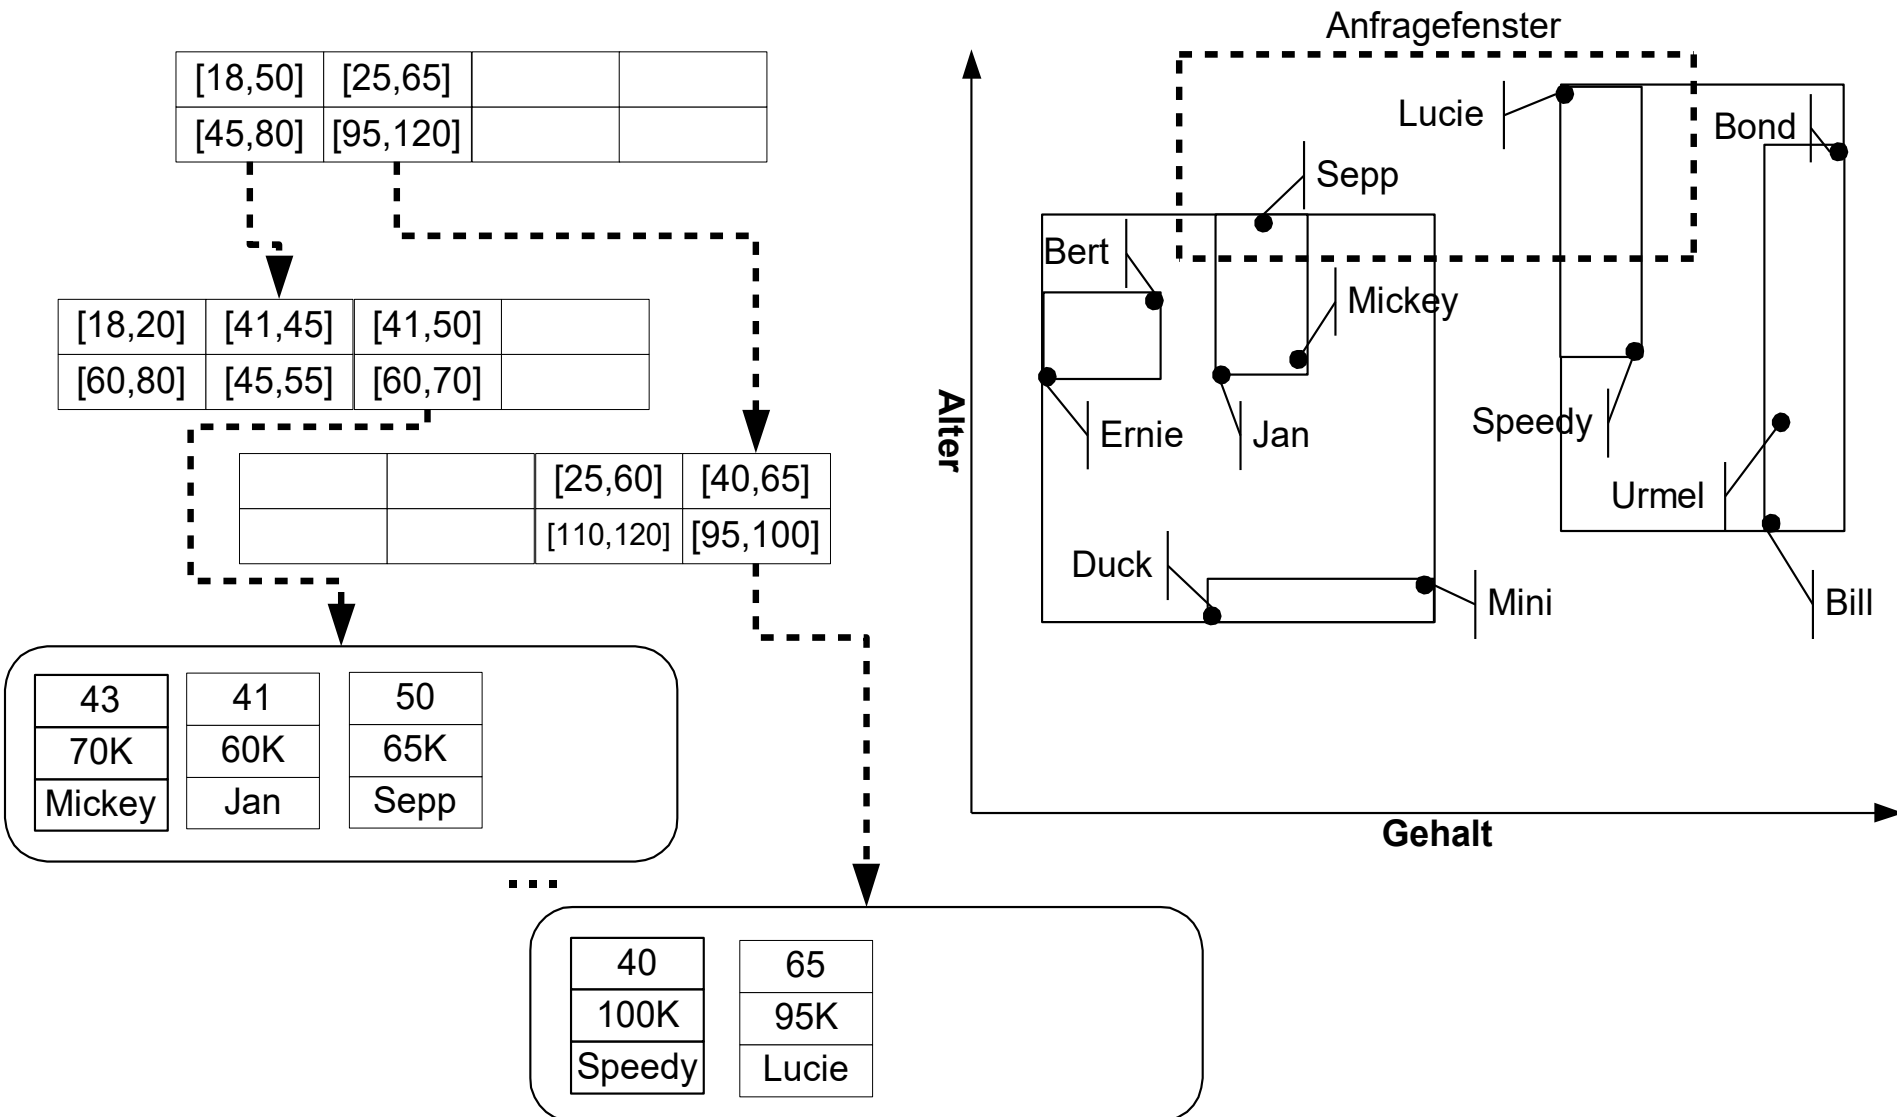 [18,50] [25,65]
[45,80] [95,120]
[18,20] [41,45] [41,50]
[60,80] [45,55] [60,70]
[25,60] [40,65]
[110,120] [95,100]
43 41 50
70K 60K 65K
Mickey Jan Sepp
...
40 65
100K 95K
Speedy Lucie
Anfragefenster
Lucie
Bond
Sepp
Bert
Mickey
Alter
Ernie
Jan
Speedy
Urmel
Duck
Mini
Bill
Gehalt